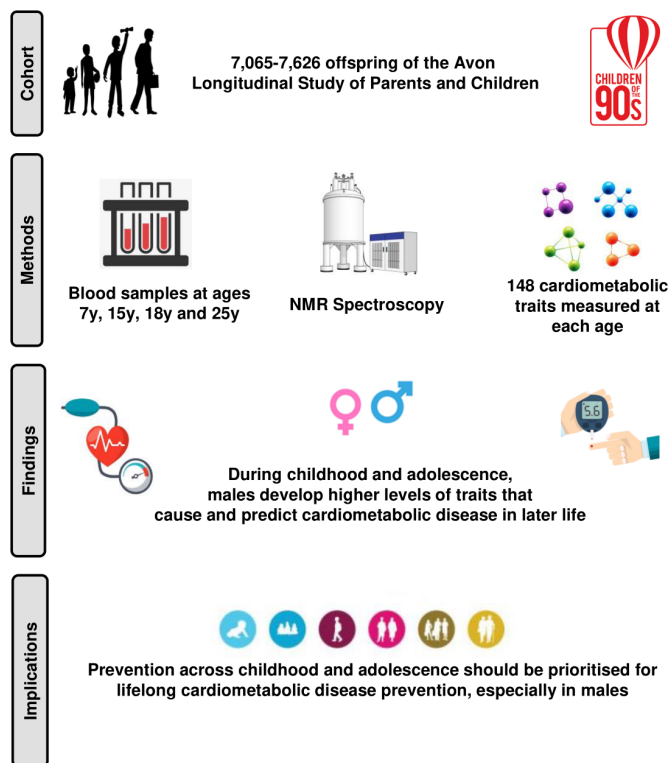 Cohort
7,065-7,626 offspring of the Avon
Longitudinal Study of Parents and Children
CHILDREN
OF THE
90s
Methods
Blood samples at ages
7y, 15y, 18y and 25y
NMR Spectroscopy
148 cardiometabolic
traits measured at
each age
Findings
5.6
During childhood and adolescence,
males develop higher levels of traits that
cause and predict cardiometabolic disease in later life
Implications
Prevention across childhood and adolescence should be prioritised for
lifelong cardiometabolic disease prevention, especially in males